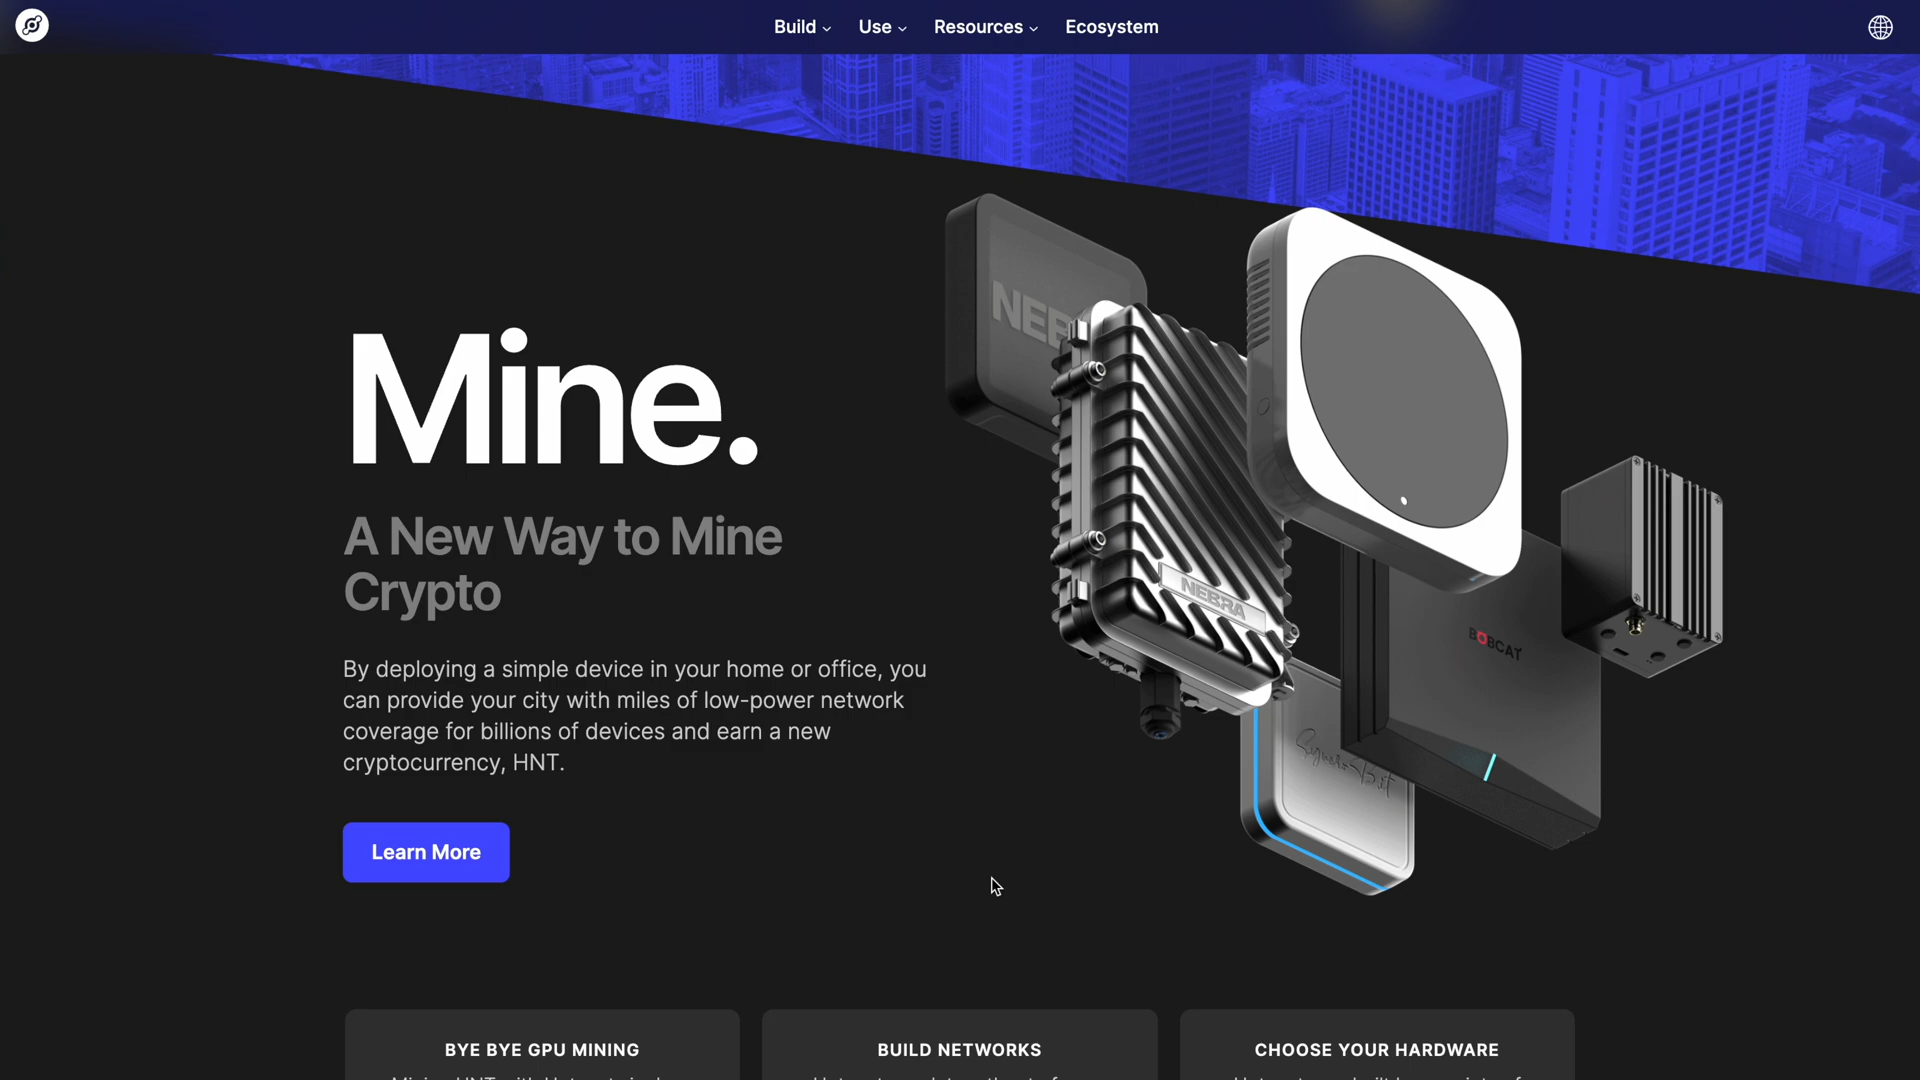 Build
Use
Resources
Ecosystem
Mine.
A New Way to Mine
Crypto
By deploying a simple device in your home or office, you
can provide your city with miles of low-power network
coverage for billions of devices and earn a new
cryptocurrency, HNT.
Learn More
NEBRA
BOBCAT
BYE BYE GPU MINING
BUILD NETWORKS
CHOOSE YOUR HARDWARE